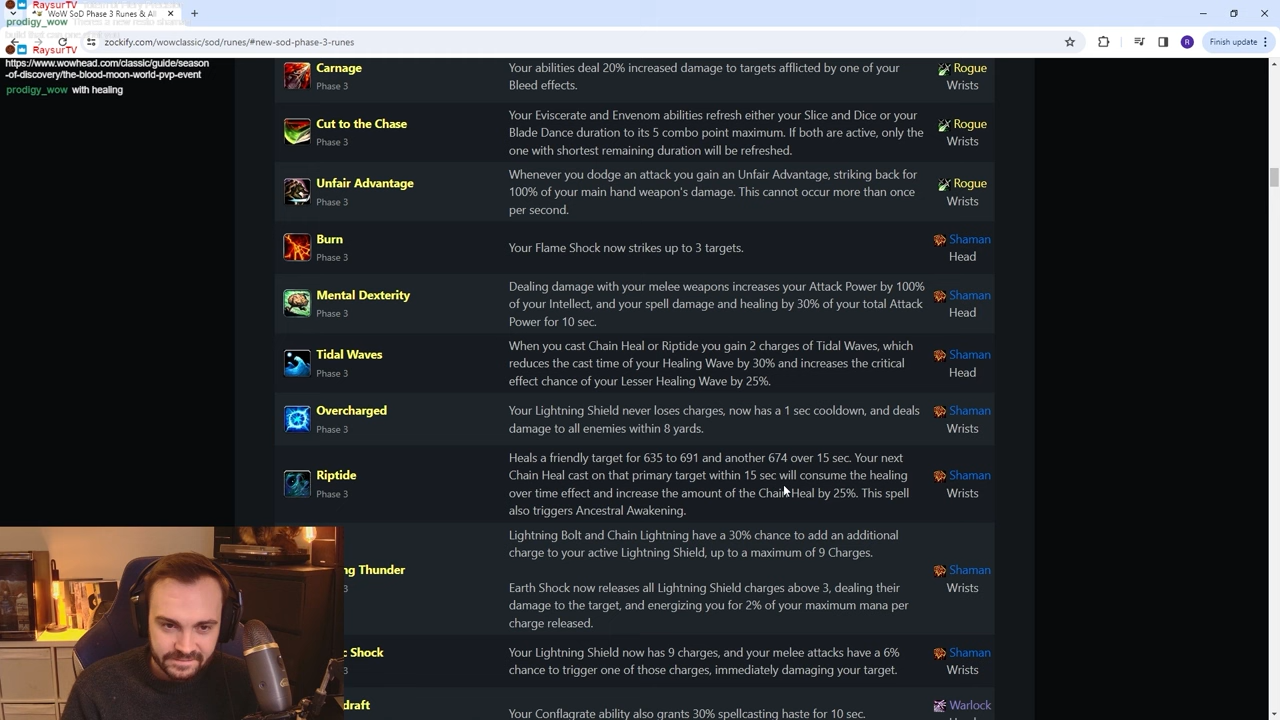 RaysurTV
WoW SoD Phase 3 Runes & All
prodigy_wow There's a new resto shaman
build that can one shot you
RaysurTV
https://www.wowhead.com/classic/guide/season
-of-discovery/the-blood-moon-world-pvp-event
prodigy_wow with healing
zockify.com/wowclassic/sod/runes/#new-sod-phase-3-runes
R
Finish update
Carnage
Phase 3
Your abilities deal 20% increased damage to targets afflicted by one of your
Bleed effects.
Rogue
Wrists
Cut to the Chase
Phase 3
Your Eviscerate and Envenom abilities refresh either your Slice and Dice or your
Blade Dance duration to its 5 combo point maximum. If both are active, only the
one with shortest remaining duration will be refreshed.
Rogue
Wrists
Unfair Advantage
Phase 3
Whenever you dodge an attack you gain an Unfair Advantage, striking back for
100% of your main hand weapon's damage. This cannot occur more than once
per second.
Rogue
Wrists
Burn
Phase 3
Your Flame Shock now strikes up to 3 targets.
Shaman
Head
Mental Dexterity
Phase 3
Dealing damage with your melee weapons increases your Attack Power by 100%
of your Intellect, and your spell damage and healing by 30% of your total Attack
Power for 10 sec.
Shaman
Head
Tidal Waves
Phase 3
When you cast Chain Heal or Riptide you gain 2 charges of Tidal Waves, which
reduces the cast time of your Healing Wave by 30% and increases the critical
effect chance of your Lesser Healing Wave by 25%.
Shaman
Head
Overcharged
Phase 3
Your Lightning Shield never loses charges, now has a 1 sec cooldown, and deals
damage to all enemies within 8 yards.
Shaman
Wrists
Riptide
Phase 3
Heals a friendly target for 635 to 691 and another 674 over 15 sec. Your next
Chain Heal cast on that primary target within 15 sec will consume the healing
over time effect and increase the amount of the Chain Heal by 25%. This spell
also triggers Ancestral Awakening.
Shaman
Wrists
ng Thunder
3
Lightning Bolt and Chain Lightning have a 30% chance to add an additional
charge to your active Lightning Shield, up to a maximum of 9 Charges.
Earth Shock now releases all Lightning Shield charges above 3, dealing their
damage to the target, and energizing you for 2% of your maximum mana per
charge released.
Shaman
Wrists
c Shock
3
Your Lightning Shield now has 9 charges, and your melee attacks have a 6%
chance to trigger one of those charges, immediately damaging your target.
Shaman
Wrists
draft
Your Conflagrate ability also grants 30% spellcasting haste for 10 sec.
Warlock